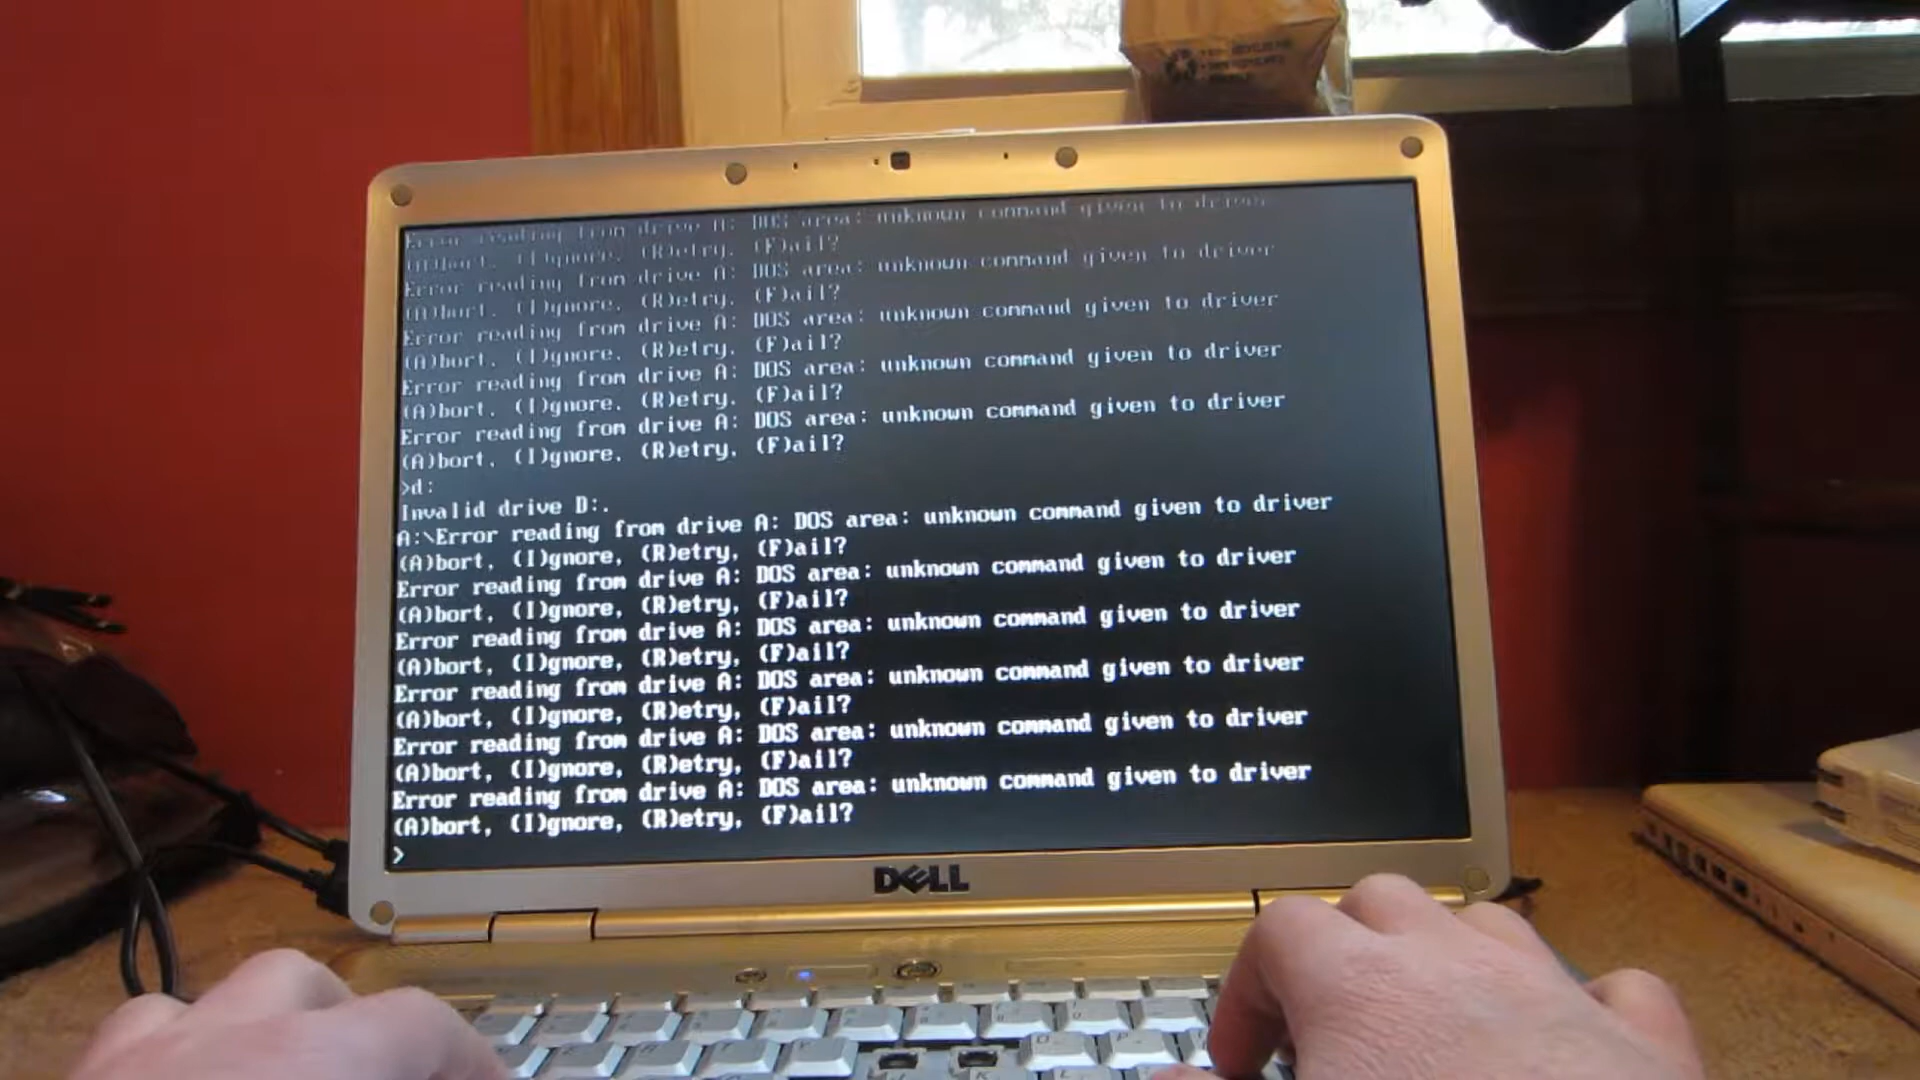 Error reading from drive A: DOS area: unknown command given to driver
(A)bort, (I)gnore, (R)etry, (F)ail?
Error reading from drive A: DOS area: unknown command given to driver
(A)bort, (I)gnore, (R)etry, (F)ail?
Error reading from drive A: DOS area: unknown command given to driver
(A)bort, (I)gnore, (R)etry, (F)ail?
Error reading from drive A: DOS area: unknown command given to driver
(A)bort, (I)gnore, (R)etry, (F)ail?
Error reading from drive A: DOS area: unknown command given to driver
(A)bort, (I)gnore, (R)etry, (F)ail?
>d:
Invalid drive D:.
A:\Error reading from drive A: DOS area: unknown command given to driver
(A)bort, (I)gnore, (R)etry, (F)ail?
Error reading from drive A: DOS area: unknown command given to driver
(A)bort, (I)gnore, (R)etry, (F)ail?
Error reading from drive A: DOS area: unknown command given to driver
(A)bort, (I)gnore, (R)etry, (F)ail?
Error reading from drive A: DOS area: unknown command given to driver
(A)bort, (I)gnore, (R)etry, (F)ail?
Error reading from drive A: DOS area: unknown command given to driver
(A)bort, (I)gnore, (R)etry, (F)ail?
Error reading from drive A: DOS area: unknown command given to driver
(A)bort, (I)gnore, (R)etry, (F)ail?
>
DELL